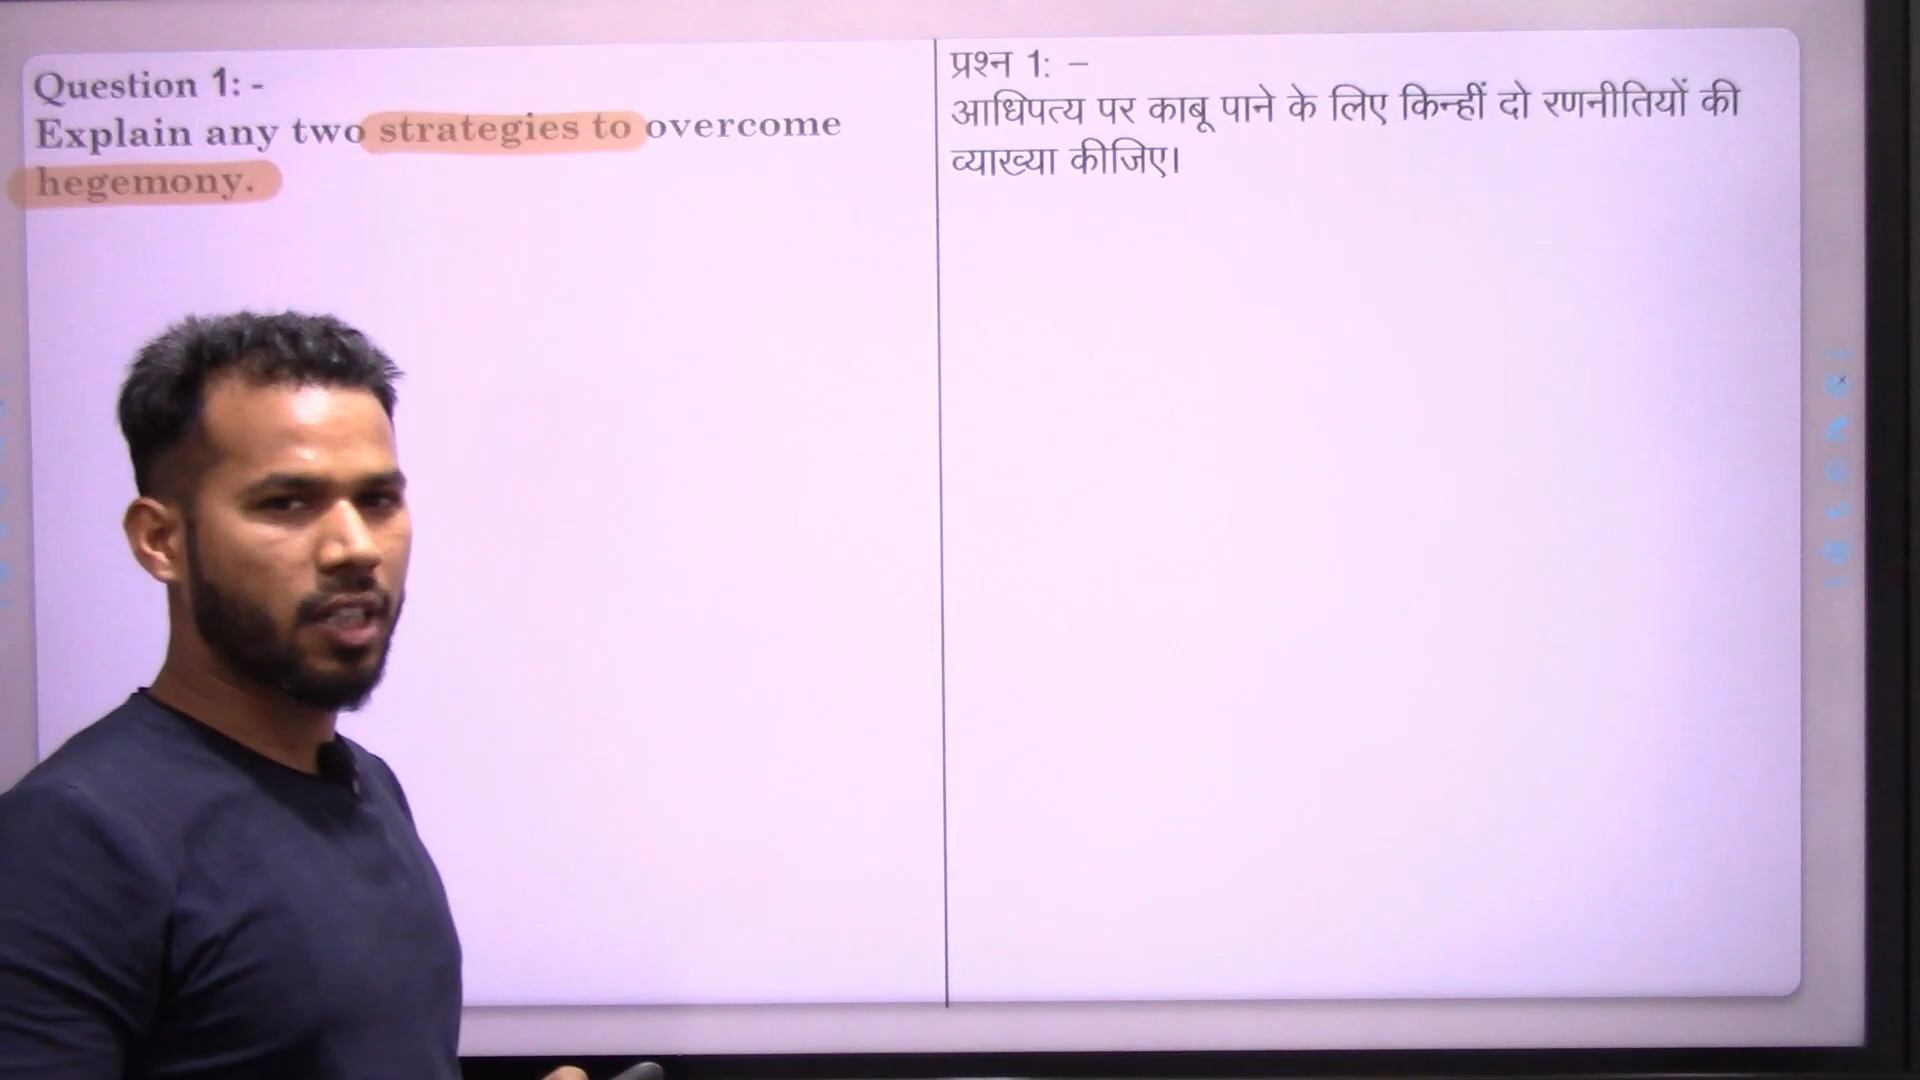 Question 1: -
Explain any two strategies to overcome
hegemony.
प्रश्न 1: –
आधिपत्य पर काबू पाने के लिए किन्हीं दो रणनीतियों की
व्याख्या कीजिए।